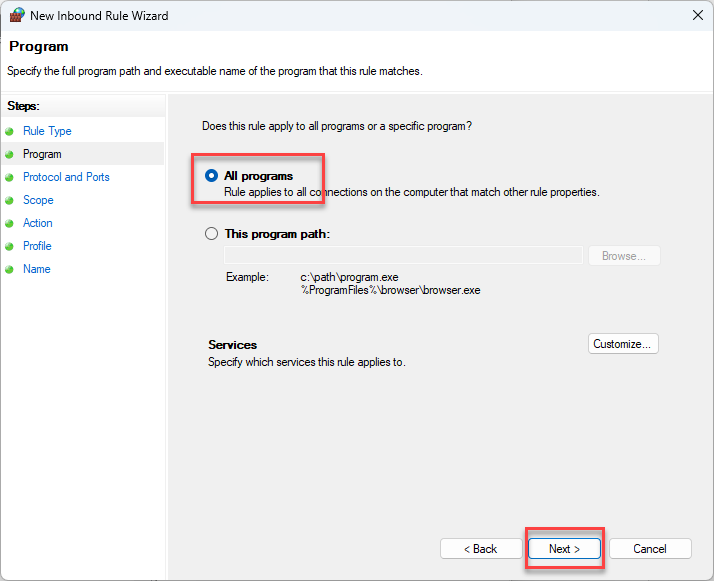 New Inbound Rule Wizard
Program
Specify the full program path and executable name of the program that this rule matches.
Steps:
Rule Type
Program
Protocol and Ports
Scope
Action
Profile
Name
Does this rule apply to all programs or a specific program?
All programs
Rule applies to all connections on the computer that match other rule properties.
This program path:
Browse...
Example:
c:\path\program.exe
%ProgramFiles%\browser\browser.exe
Services
Customize...
Specify which services this rule applies to.
< Back
Next >
Cancel